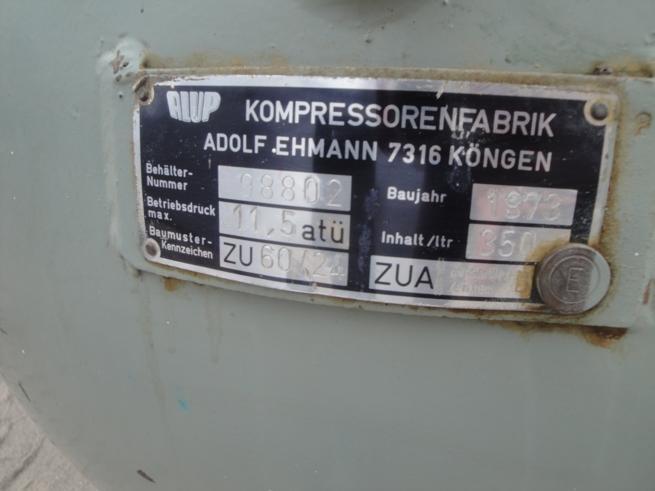 ALUP KOMPRESSORENFABRIK
ADOLF EHMANN 7316 KÖNGEN
Behälter-Nummer 98802 Baujahr 1973
Betriebsdruck max. 11,5 atü Inhalt/ltr 350
Baumuster-Kennzeichen ZU 60/24 ZUA
E